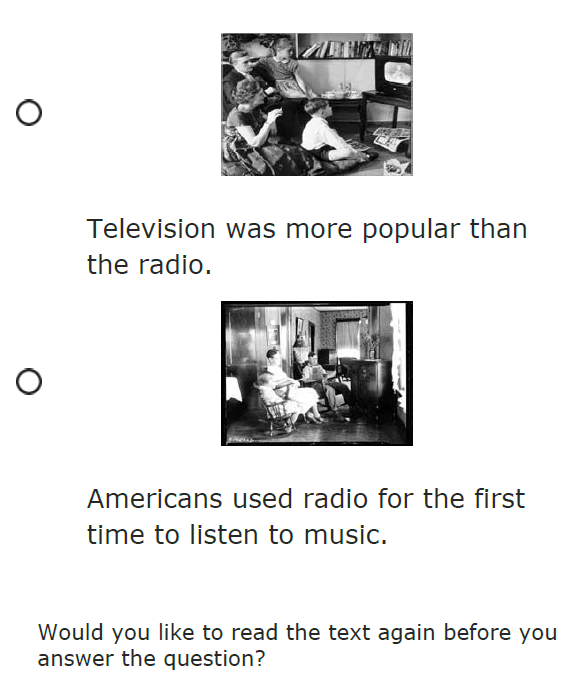 Television was more popular than
the radio.
Americans used radio for the first
time to listen to music.
Would you like to read the text again before you
answer the question?